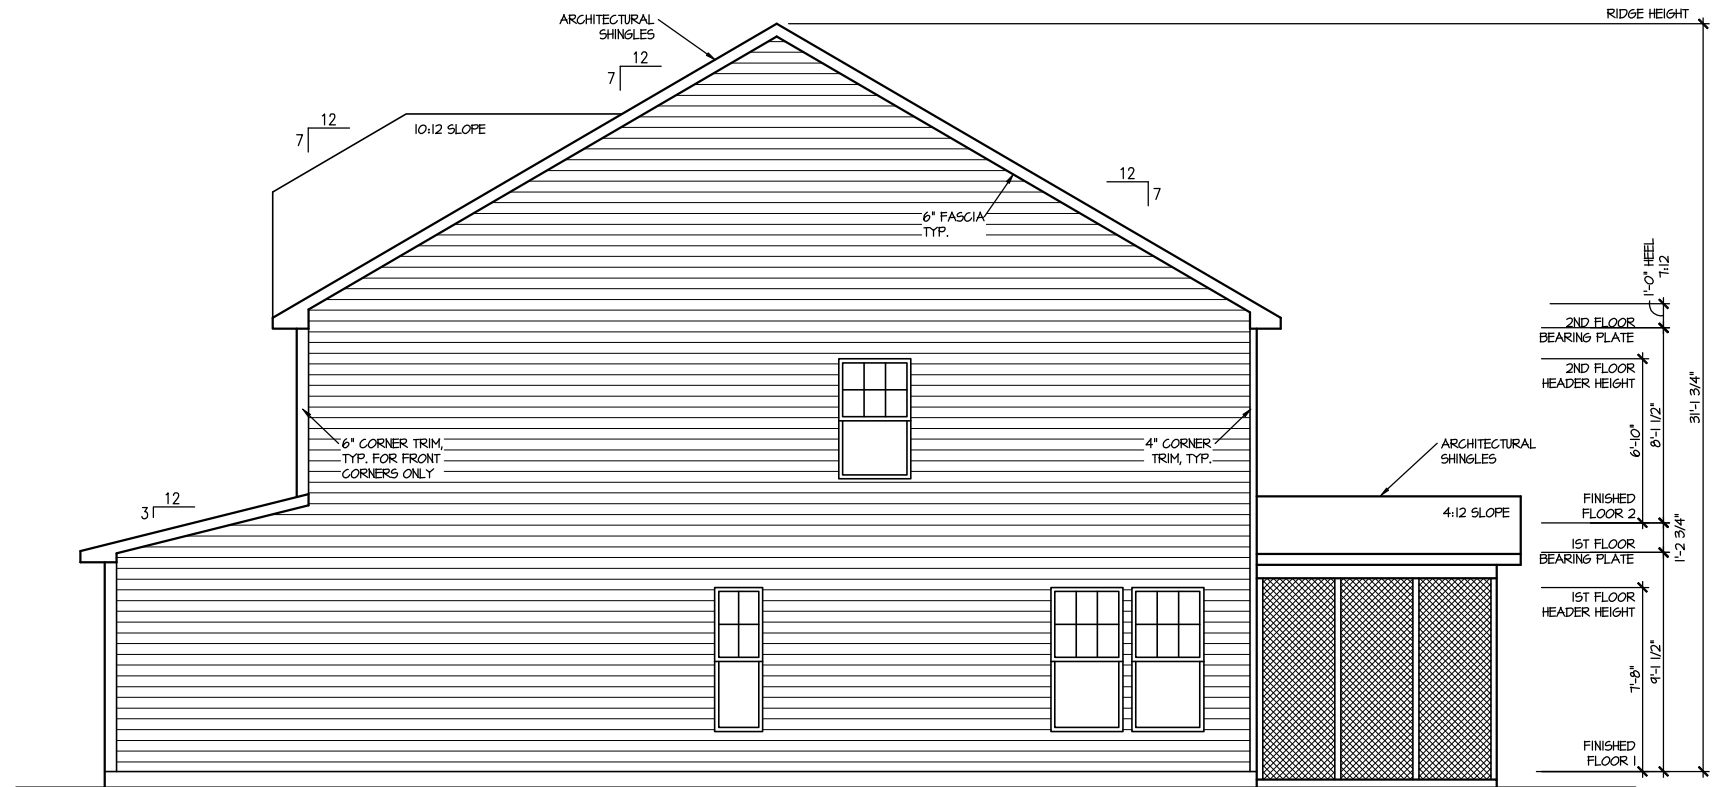 RIDGE HEIGHT
ARCHITECTURAL
SHINGLES
12
7
12
7
10:12 SLOPE
12
7
6" FASCIA
TYP.
1'-0" HEEL
7:12
2ND FLOOR
BEARING PLATE
2ND FLOOR
HEADER HEIGHT
31'-1 3/4"
8'-1 1/2"
6'-10"
6" CORNER TRIM,
TYP. FOR FRONT
CORNERS ONLY
4" CORNER
TRIM, TYP.
ARCHITECTURAL
SHINGLES
12
3
4:12 SLOPE
FINISHED
FLOOR 2
1'-2 3/4"
1ST FLOOR
BEARING PLATE
1ST FLOOR
HEADER HEIGHT
7'-8"
9'-1 1/2"
FINISHED
FLOOR 1